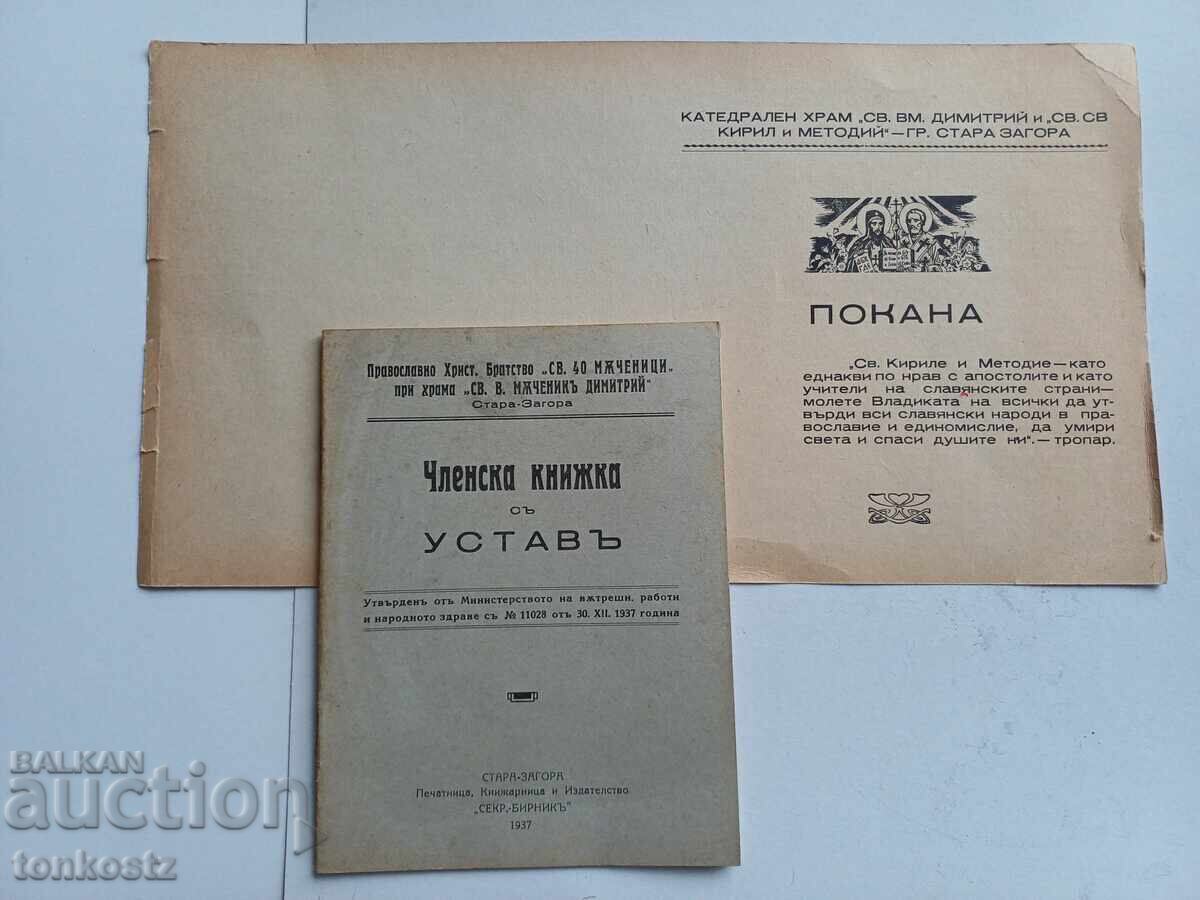 КАТЕДРАЛЕН ХРАМ „СВ. ВМ. ДИМИТРИЙ и „СВ. СВ
КИРИЛ и МЕТОДИЙ“—ГР. СТАРА ЗАГОРА
ПОКАНА
„Св. Кириле и Методие—като
еднакви по нрав с апостолите и като
учители на славянските страни—
молете Владиката на всички да ут-
върди вси славянски народи в пра-
вославие и единомислие, да умири
света и спаси душите ни“.—тропар.
Православно Христ. Братство „СВ. 40 МѪЧЕНИЦИ„
при храма „СВ. В. МѪЧЕНИКЪ ДИМИТРИЙ“
Стара-Загора
Членска книжка
съ
УСТАВЪ
Утвърденъ отъ Министерството на вѫтрешн. работи
и народното здраве съ № 11028 отъ 30. XII. 1937 година
СТАРА-ЗАГОРА
Печатница, Книжарница и Издателство
„СЕКР.-БИРНИКЪ“
1937
BALKAN
auction
tonkostz